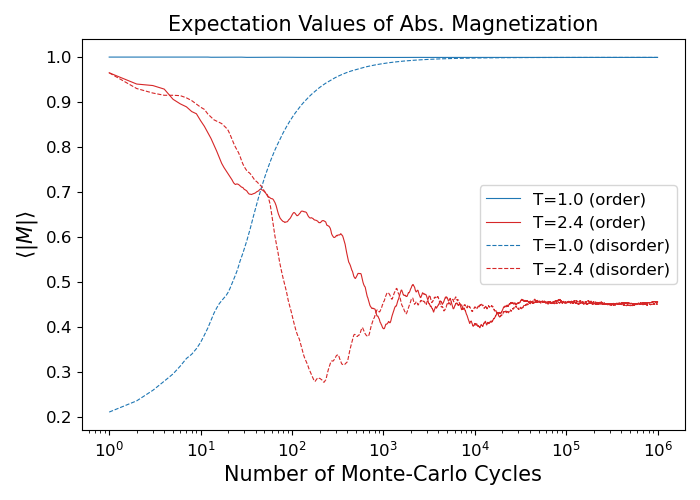 Expectation Values of Abs. Magnetization
⟨|M|⟩
1.0
0.9
0.8
0.7
0.6
0.5
0.4
0.3
0.2
T=1.0 (order)
T=2.4 (order)
T=1.0 (disorder)
T=2.4 (disorder)
10⁰ 10¹ 10² 10³ 10⁴ 10⁵ 10⁶
Number of Monte-Carlo Cycles